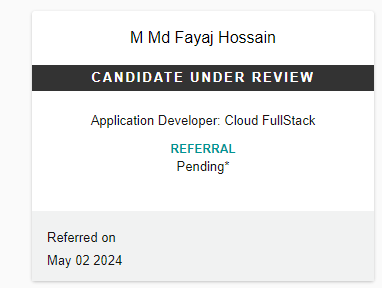 M Md Fayaj Hossain
CANDIDATE UNDER REVIEW
Application Developer: Cloud FullStack
REFERRAL
Pending*
Referred on
May 02 2024